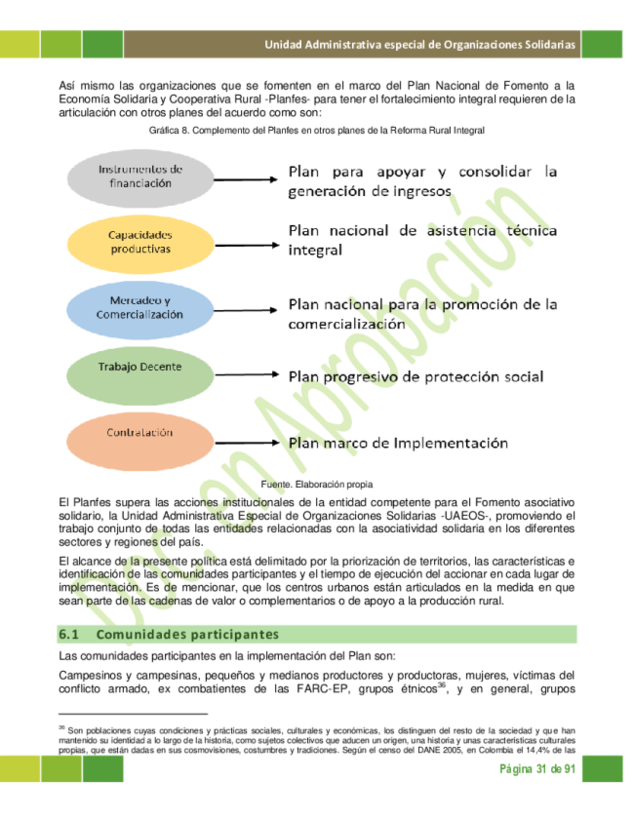 Unidad Administrativa especial de Organizaciones Solidarias
Así mismo las organizaciones que se fomenten en el marco del Plan Nacional de Fomento a la
Economía Solidaria y Cooperativa Rural -Planfes- para tener el fortalecimiento integral requieren de la
articulación con otros planes del acuerdo como son:
Gráfica 8. Complemento del Planfes en otros planes de la Reforma Rural Integral
Instrumentos de
financiación
Plan para apoyar y consolidar la
generación de ingresos
Capacidades
productivas
Plan nacional de asistencia técnica
integral
Mercadeo y
Comercialización
Plan nacional para la promoción de la
comercialización
Trabajo Decente
Plan progresivo de protección social
Contratación
Plan marco de Implementación
Doc. en Aprobación
Fuente. Elaboración propia
El Planfes supera las acciones institucionales de la entidad competente para el Fomento asociativo
solidario, la Unidad Administrativa Especial de Organizaciones Solidarias -UAEOS-, promoviendo el
trabajo conjunto de todas las entidades relacionadas con la asociatividad solidaria en los diferentes
sectores y regiones del país.
El alcance de la presente política está delimitado por la priorización de territorios, las características e
identificación de las comunidades participantes y el tiempo de ejecución del accionar en cada lugar de
implementación. Es de mencionar, que los centros urbanos están articulados en la medida en que
sean parte de las cadenas de valor o complementarios o de apoyo a la producción rural.
6.1 Comunidades participantes
Las comunidades participantes en la implementación del Plan son:
Campesinos y campesinas, pequeños y medianos productores y productoras, mujeres, víctimas del
conflicto armado, ex combatientes de las FARC-EP, grupos étnicos36, y en general, grupos
36 Son poblaciones cuyas condiciones y prácticas sociales, culturales y económicas, los distinguen del resto de la sociedad y que han
mantenido su identidad a lo largo de la historia, como sujetos colectivos que aducen un origen, una historia y unas características culturales
propias, que están dadas en sus cosmovisiones, costumbres y tradiciones. Según el censo del DANE 2005, en Colombia el 14,4% de las
Página 31 de 91